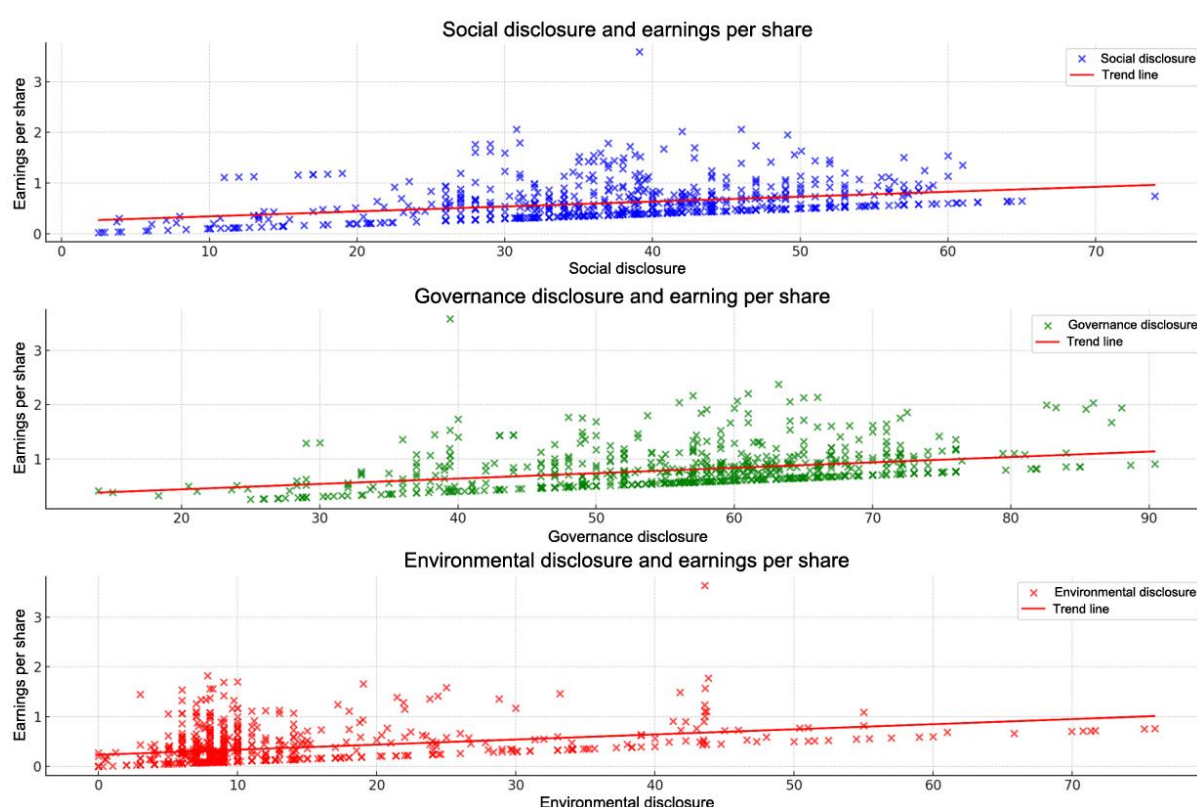 Social disclosure and earnings per share
Earnings per share
3
2
1
0
Social disclosure
Trend line
0 10 20 30 40 50 60 70
Social disclosure
Governance disclosure and earning per share
Earnings per share
3
2
1
Governance disclosure
Trend line
20 30 40 50 60 70 80 90
Governance disclosure
Environmental disclosure and earnings per share
Earnings per share
3
2
1
0
Environmental disclosure
Trend line
0 10 20 30 40 50 60 70
Environmental disclosure